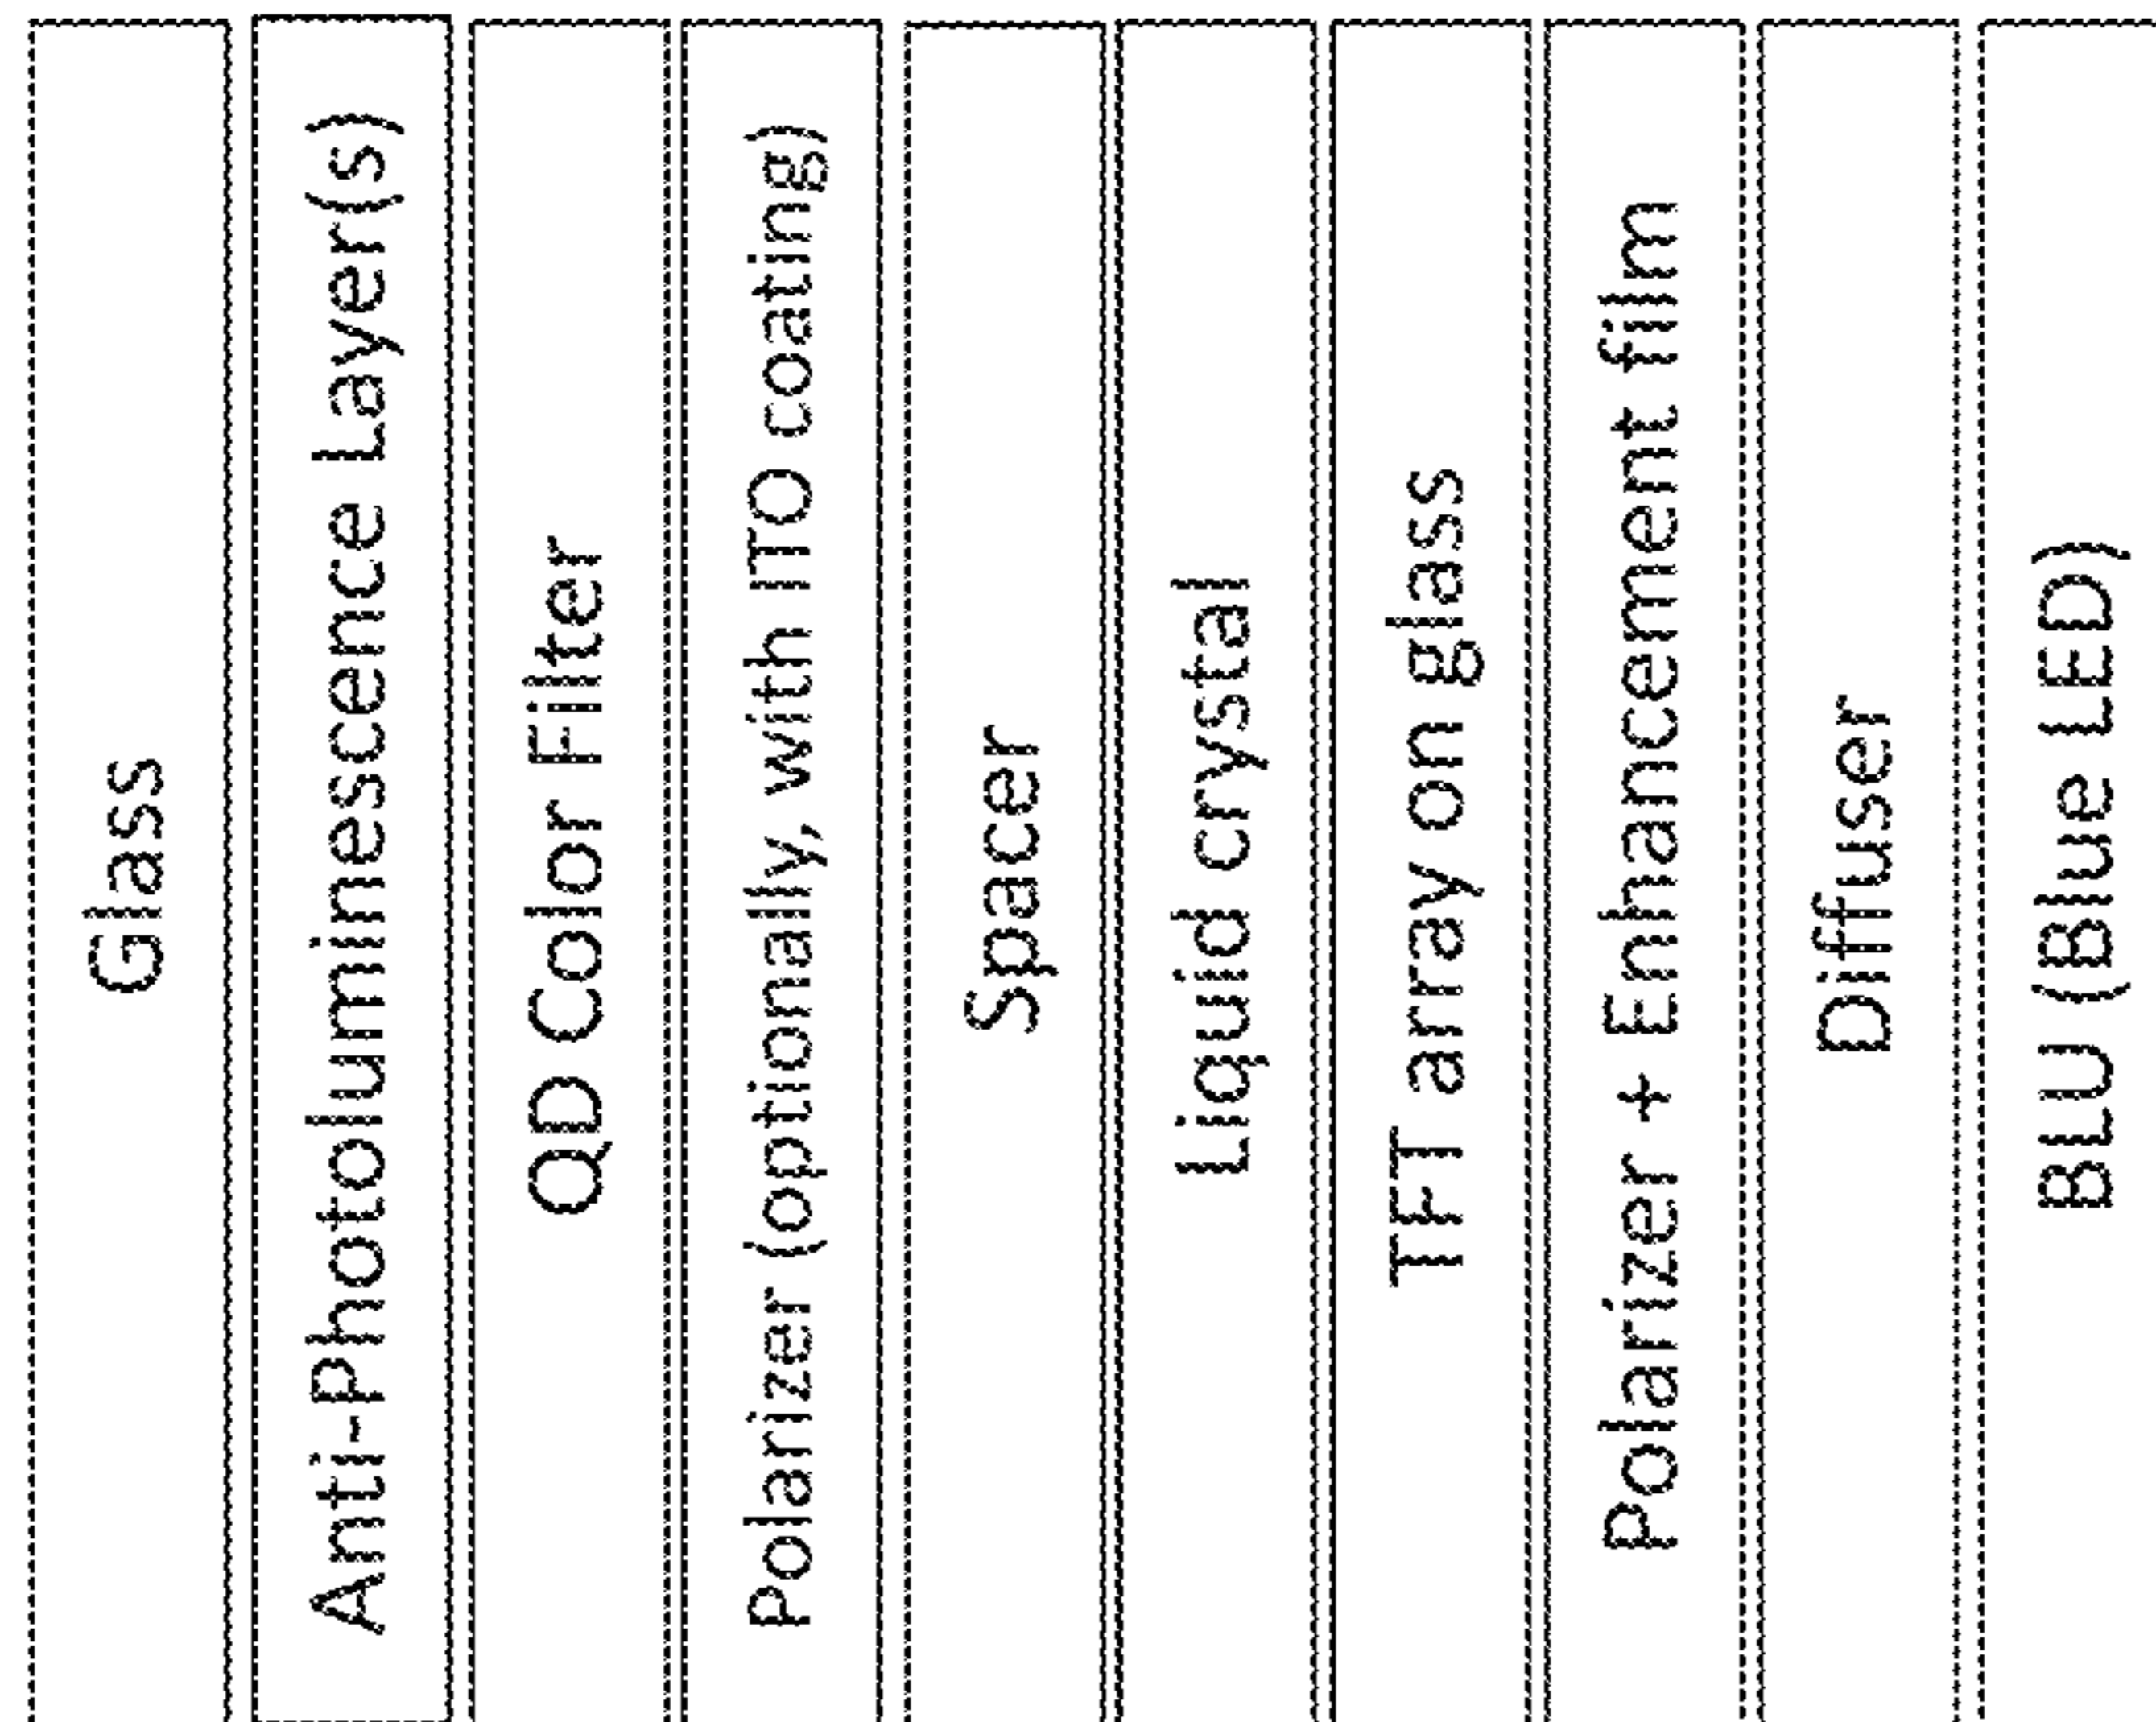 Glass
Anti-Photoluminescence Layer(s)
QD Color Filter
Polarizer (optionally, with ITO coating)
Spacer
Liquid crystal
TFT array on glass
Polarizer + Enhancement film
Diffuser
BLU (Blue LED)